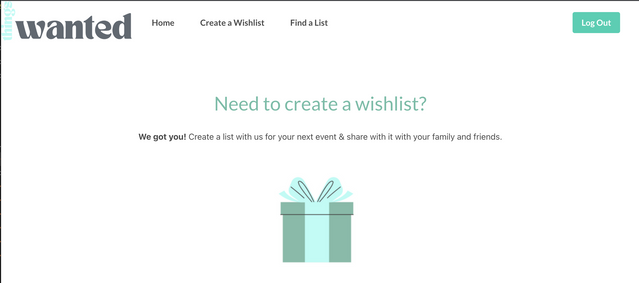 things
wanted
Home Create a Wishlist Find a List Log Out
Need to create a wishlist?
We got you! Create a list with us for your next event & share with it with your family and friends.